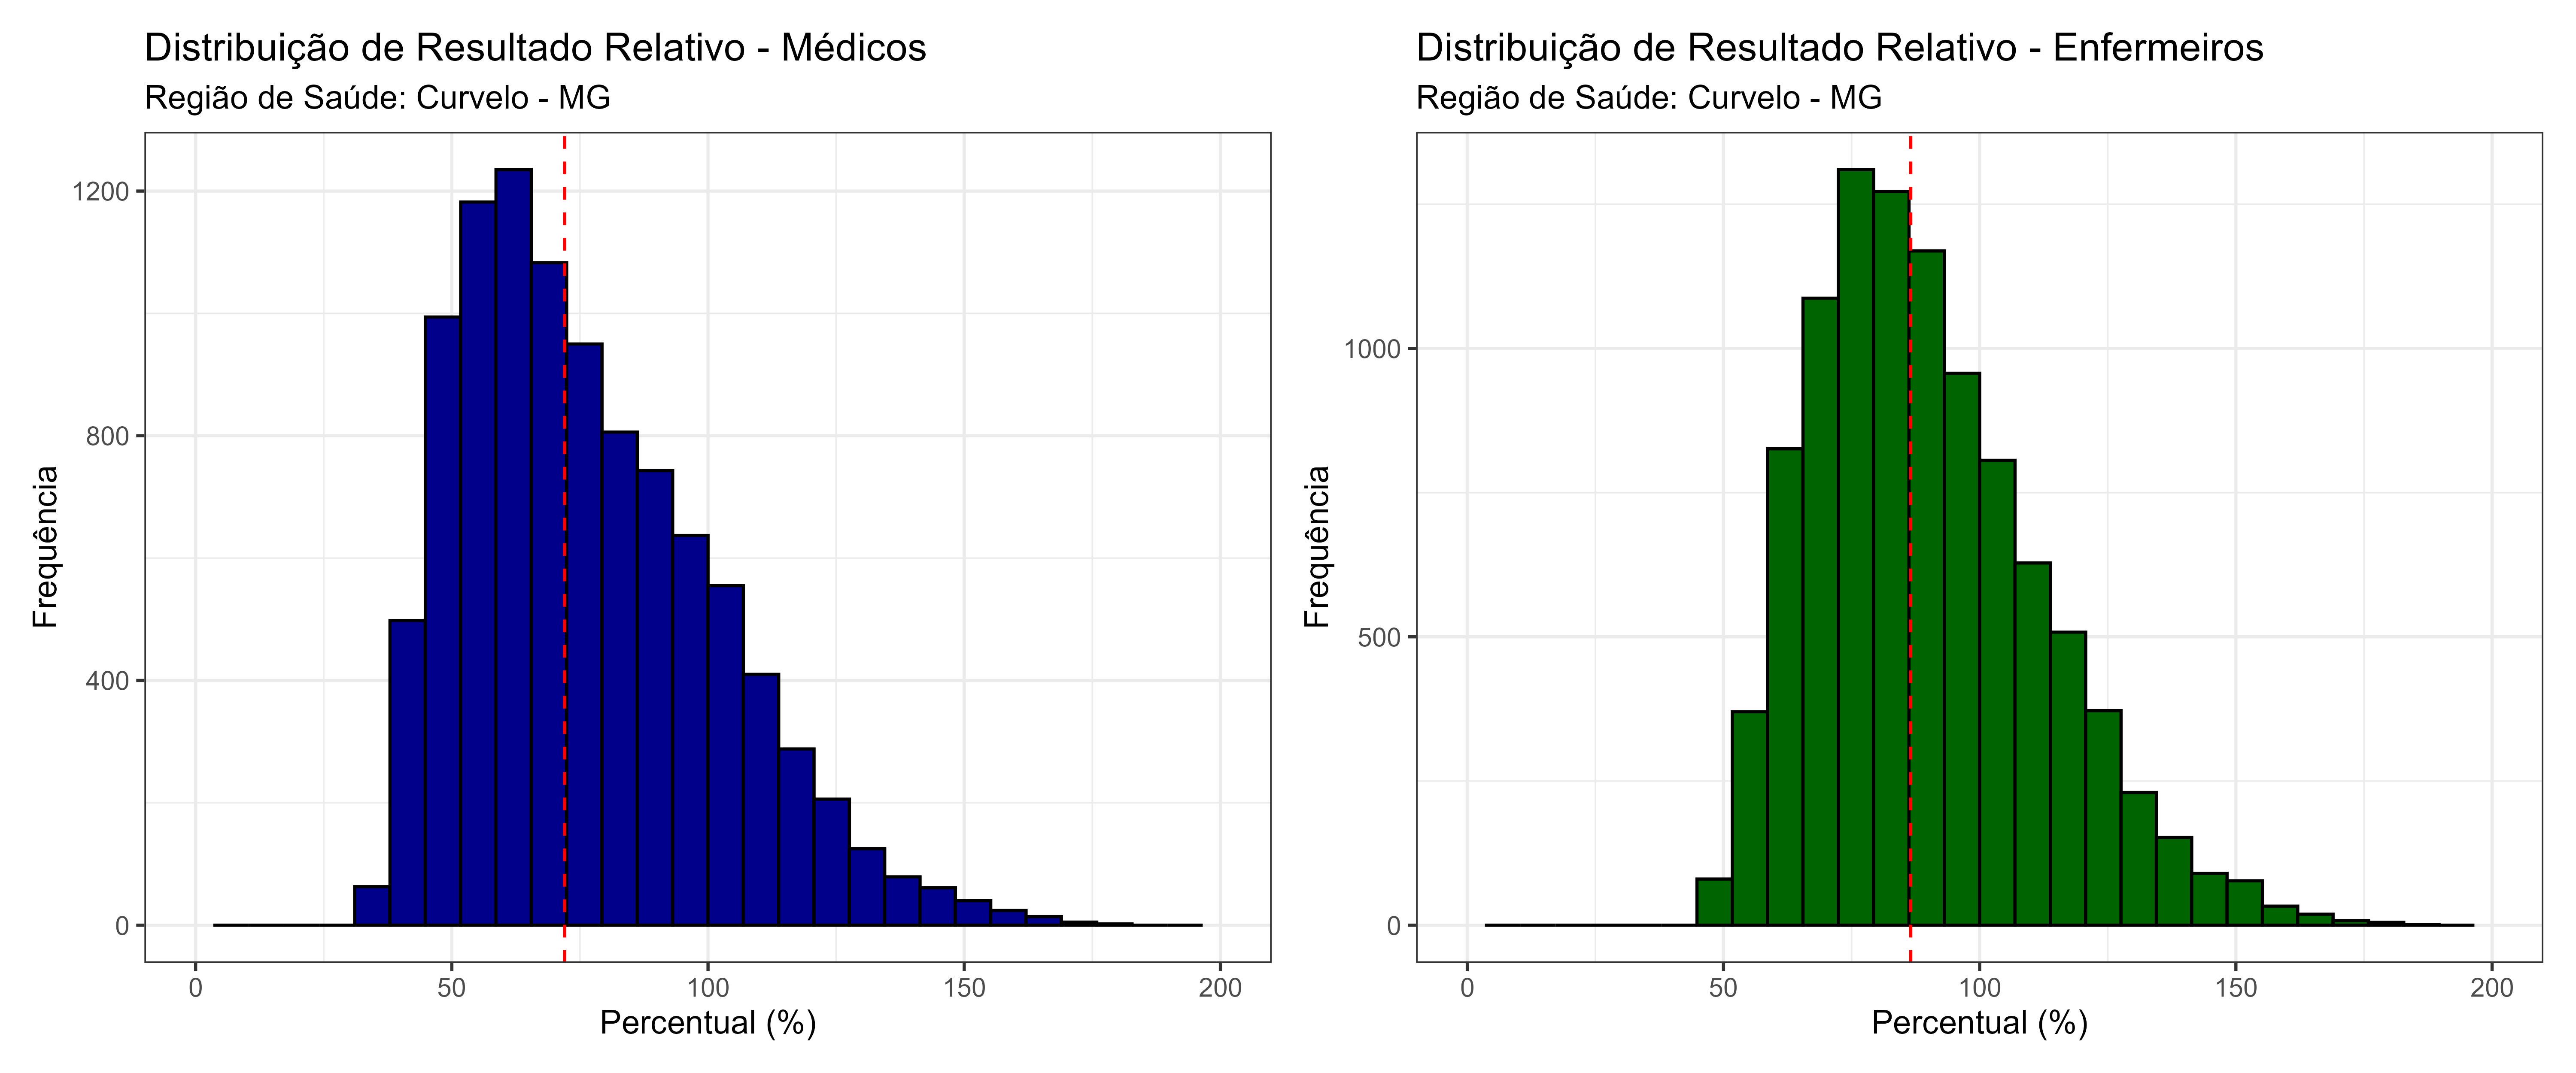 Distribuição de Resultado Relativo - Médicos
Região de Saúde: Curvelo - MG
Frequência
1200
800
400
0
0 50 100 150 200
Percentual (%)
Distribuição de Resultado Relativo - Enfermeiros
Região de Saúde: Curvelo - MG
Frequência
1000
500
0
0 50 100 150 200
Percentual (%)